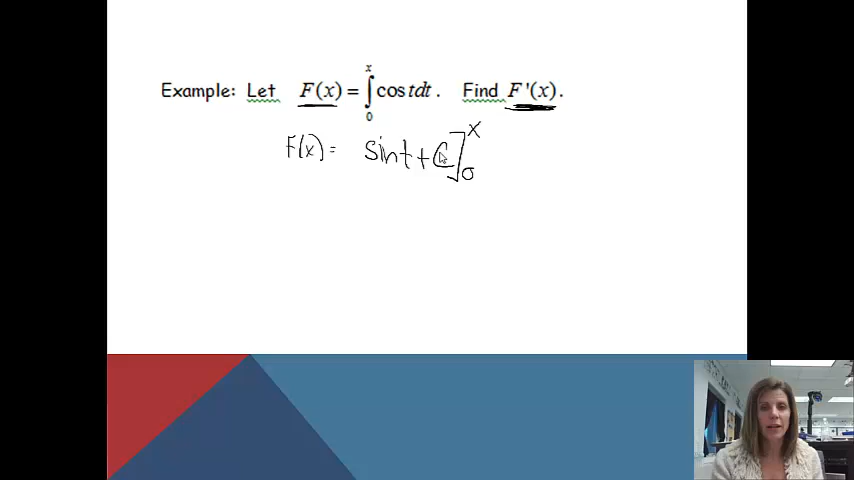 Example: Let F(x) = ∫₀ˣ cos t dt. Find F'(x).
F(x) = sin t + C]₀ˣ